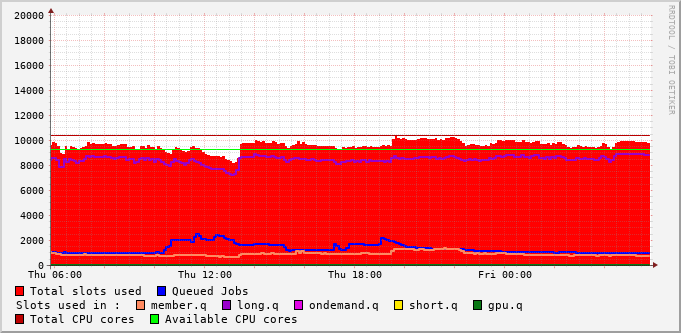 20000
18000
16000
14000
12000
10000
8000
6000
4000
2000
0
Thu 06:00 Thu 12:00 Thu 18:00 Fri 00:00
Total slots used Queued Jobs
Slots used in : member.q long.q ondemand.q short.q gpu.q
Total CPU cores Available CPU cores
RRDTOOL / TOBI OETIKER